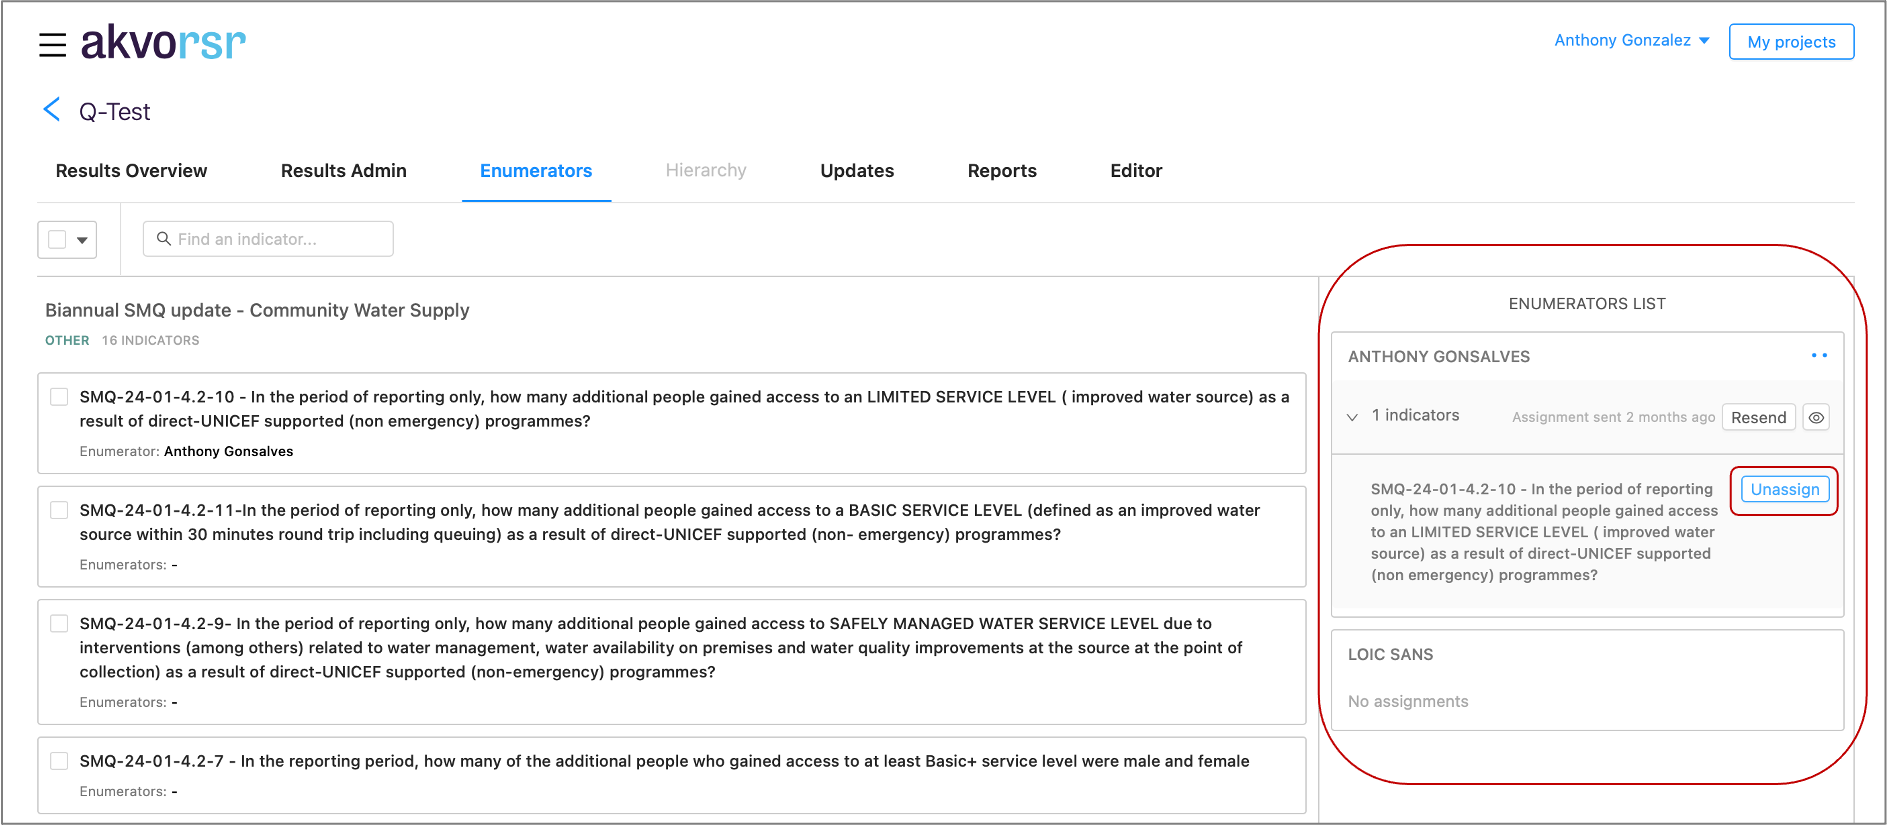 akvorsr
Anthony Gonzalez
My projects
Q-Test
Results Overview
Results Admin
Enumerators
Hierarchy
Updates
Reports
Editor
Find an indicator...
Biannual SMQ update - Community Water Supply
OTHER 16 INDICATORS
SMQ-24-01-4.2-10 - In the period of reporting only, how many additional people gained access to an LIMITED SERVICE LEVEL ( improved water source) as a
result of direct-UNICEF supported (non emergency) programmes?
Enumerator: Anthony Gonsalves
SMQ-24-01-4.2-11-In the period of reporting only, how many additional people gained access to a BASIC SERVICE LEVEL (defined as an improved water
source within 30 minutes round trip including queuing) as a result of direct-UNICEF supported (non- emergency) programmes?
Enumerators: -
SMQ-24-01-4.2-9- In the period of reporting only, how many additional people gained access to SAFELY MANAGED WATER SERVICE LEVEL due to
interventions (among others) related to water management, water availability on premises and water quality improvements at the source at the point of
collection) as a result of direct-UNICEF supported (non-emergency) programmes?
Enumerators: -
SMQ-24-01-4.2-7 - In the reporting period, how many of the additional people who gained access to at least Basic+ service level were male and female
Enumerators: -
ENUMERATORS LIST
ANTHONY GONSALVES
1 indicators
Assignment sent 2 months ago
Resend
SMQ-24-01-4.2-10 - In the period of reporting
only, how many additional people gained access
to an LIMITED SERVICE LEVEL ( improved water
source) as a result of direct-UNICEF supported
(non emergency) programmes?
Unassign
LOIC SANS
No assignments